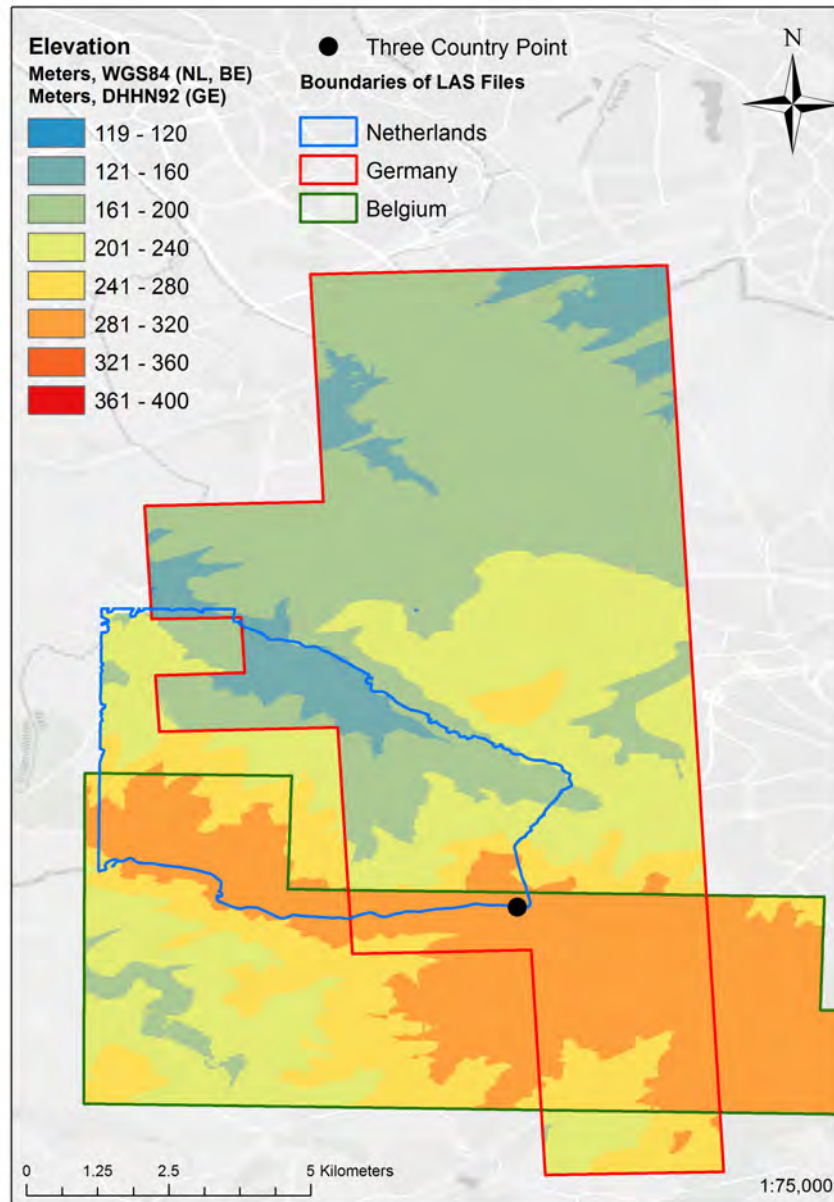 Elevation
Meters, WGS84 (NL, BE)
Meters, DHHN92 (GE)
119 - 120
121 - 160
161 - 200
201 - 240
241 - 280
281 - 320
321 - 360
361 - 400
Three Country Point
Boundaries of LAS Files
Netherlands
Germany
Belgium
N
0 1.25 2.5 5 Kilometers
1:75,000